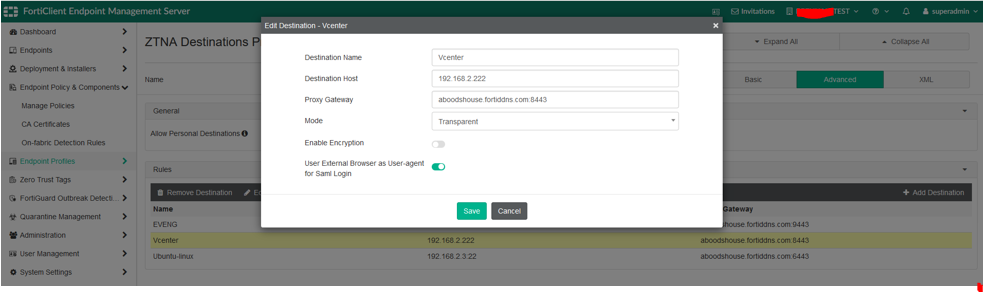 FortiClient Endpoint Management Server
Invitations
TEST
superadmin
Dashboard
Endpoints
Deployment & Installers
Endpoint Policy & Components
Manage Policies
CA Certificates
On-fabric Detection Rules
Endpoint Profiles
Zero Trust Tags
FortiGuard Outbreak Detecti...
Quarantine Management
Administration
User Management
System Settings
ZTNA Destinations P
Expand All
Collapse All
Name
Basic
Advanced
XML
General
Allow Personal Destinations
Rules
Remove Destination
Add Destination
Name
Gateway
EVENG
house.fortiddns.com:9443
Vcenter
192.168.2.222
aboodshouse.fortiddns.com:8443
Ubuntu-linux
192.168.2.3.22
aboodshouse.fortiddns.com:6443
Edit Destination - Vcenter
Destination Name
Vcenter
Destination Host
192.168.2.222
Proxy Gateway
aboodshouse.fortiddns.com:8443
Mode
Transparent
Enable Encryption
User External Browser as User-agent
for Saml Login
Save
Cancel